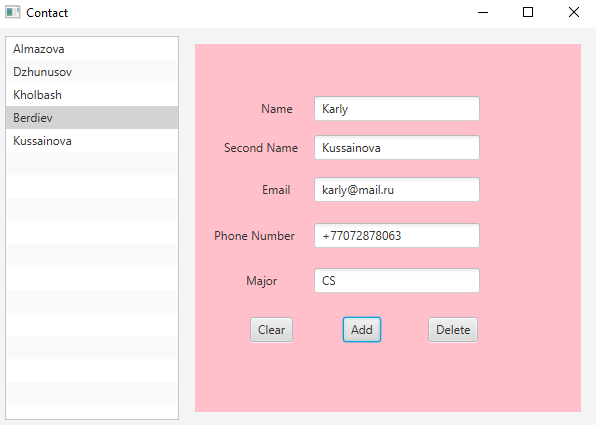 Contact
Almazova
Dzhunusov
Kholbash
Berdiev
Kussainova
Name Karly
Second Name Kussainova
Email karly@mail.ru
Phone Number +77072878063
Major CS
Clear Add Delete